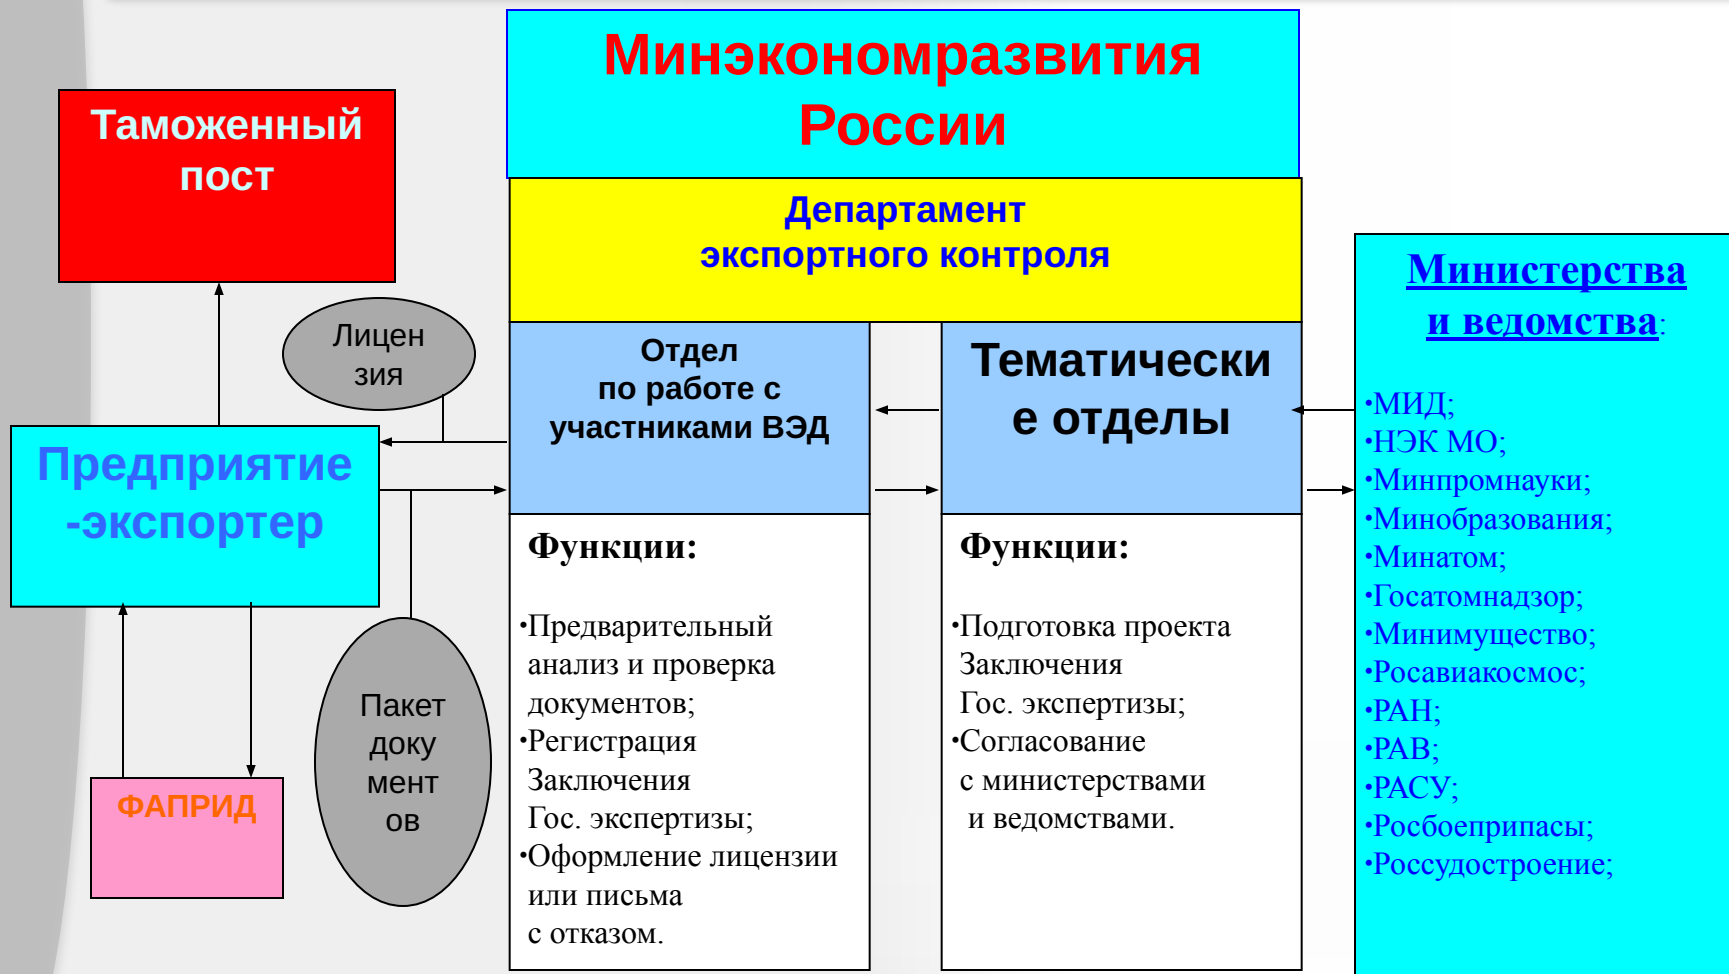 Минэкономразвития
России
Таможенный
пост
Департамент
экспортного контроля
Лицен
зия
Предприятие
-экспортер
Пакет
доку
мент
ов
ФАПРИД
Отдел
по работе с
участниками ВЭД
Функции:
•Предварительный
анализ и проверка
документов;
•Регистрация
Заключения
Гос. экспертизы;
•Оформление лицензии
или письма
с отказом.
Тематически
е отделы
Функции:
•Подготовка проекта
Заключения
Гос. экспертизы;
•Согласование
с министерствами
и ведомствами.
Министерства
и ведомства:
•МИД;
•НЭК МО;
•Минпромнауки;
•Минобразования;
•Минатом;
•Госатомнадзор;
•Минимущество;
•Росавиакосмос;
•РАН;
•РАВ;
•РАСУ;
•Росбоеприпасы;
•Россудостроение;